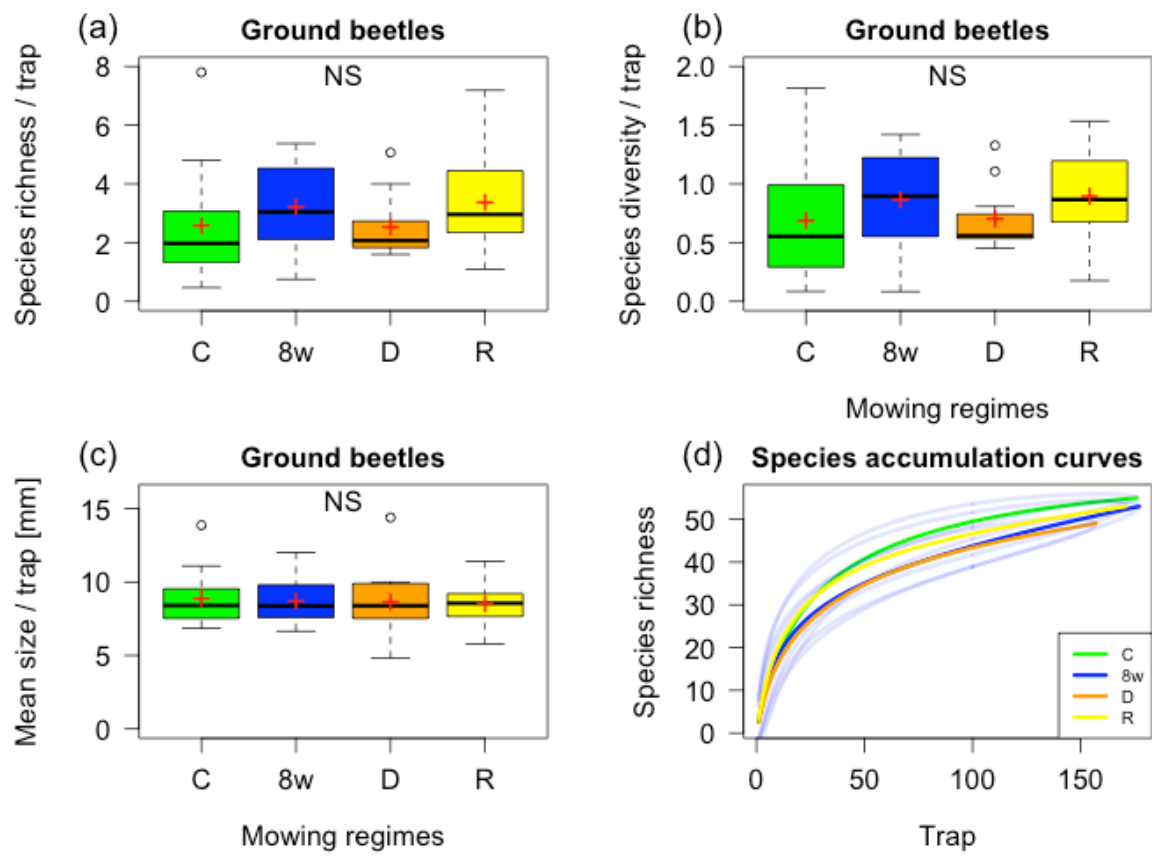 (a) Ground beetles
NS
Species richness / trap
8
6
4
2
0
C 8w D R
(b) Ground beetles
NS
Species diversity / trap
2.0
1.5
1.0
0.5
0.0
C 8w D R
Mowing regimes
(c) Ground beetles
NS
Mean size / trap [mm]
15
10
5
0
C 8w D R
Mowing regimes
(d) Species accumulation curves
Species richness
50
40
30
20
10
0
C
8w
D
R
0 50 100 150
Trap